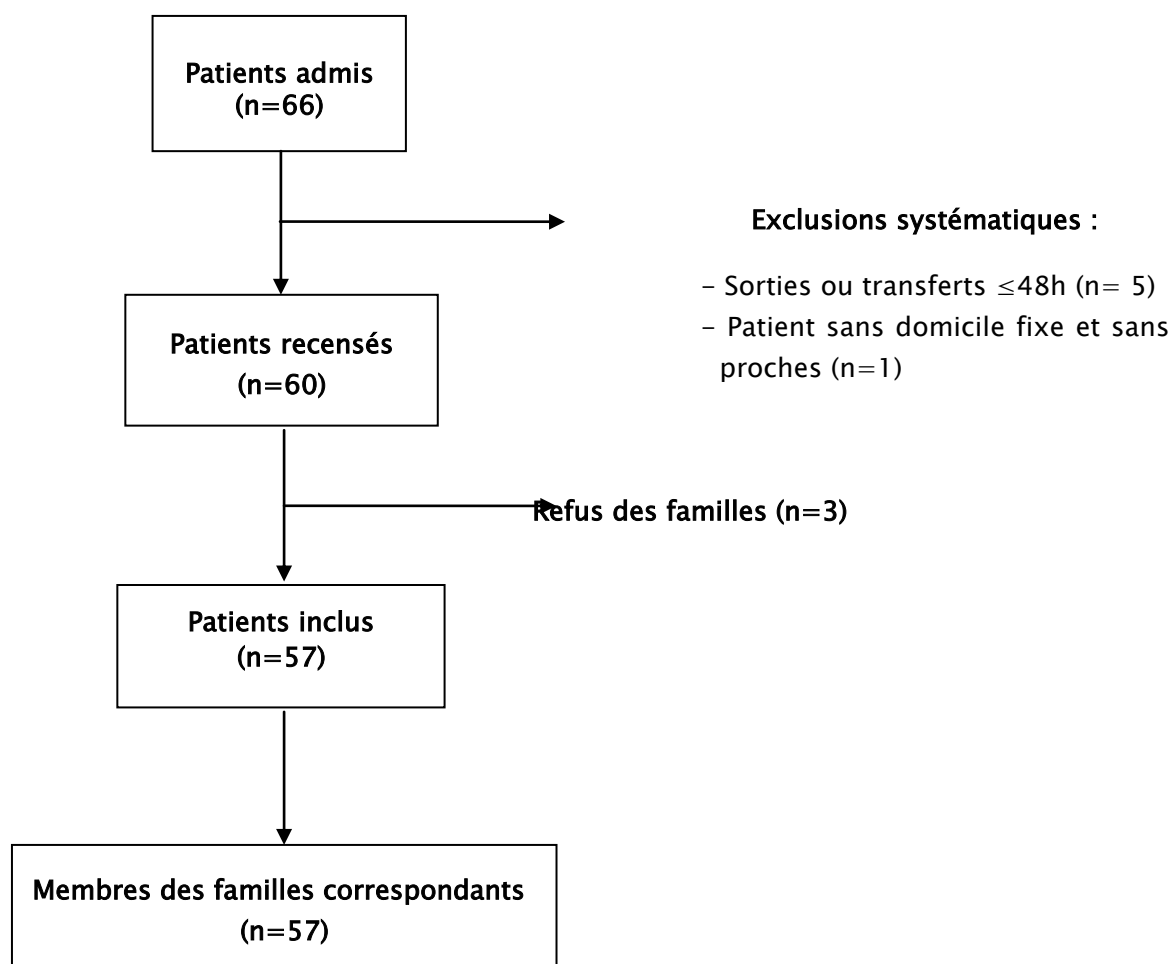 Patients admis
(n=66)
Exclusions systématiques :
– Sorties ou transferts ≤48h (n= 5)
– Patient sans domicile fixe et sans
proches (n=1)
Patients recensés
(n=60)
Refus des familles (n=3)
Patients inclus
(n=57)
Membres des familles correspondants
(n=57)